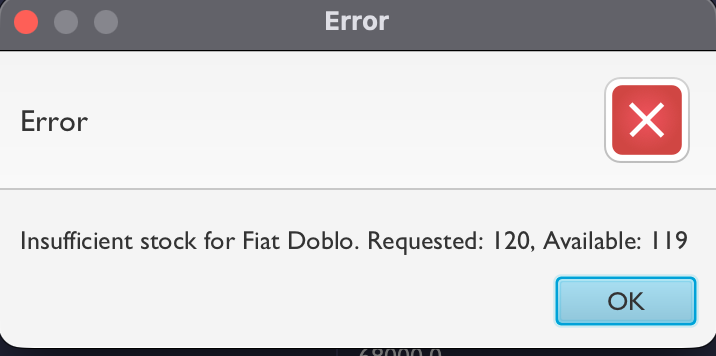 Error
Error
Insufficient stock for Fiat Doblo. Requested: 120, Available: 119
OK